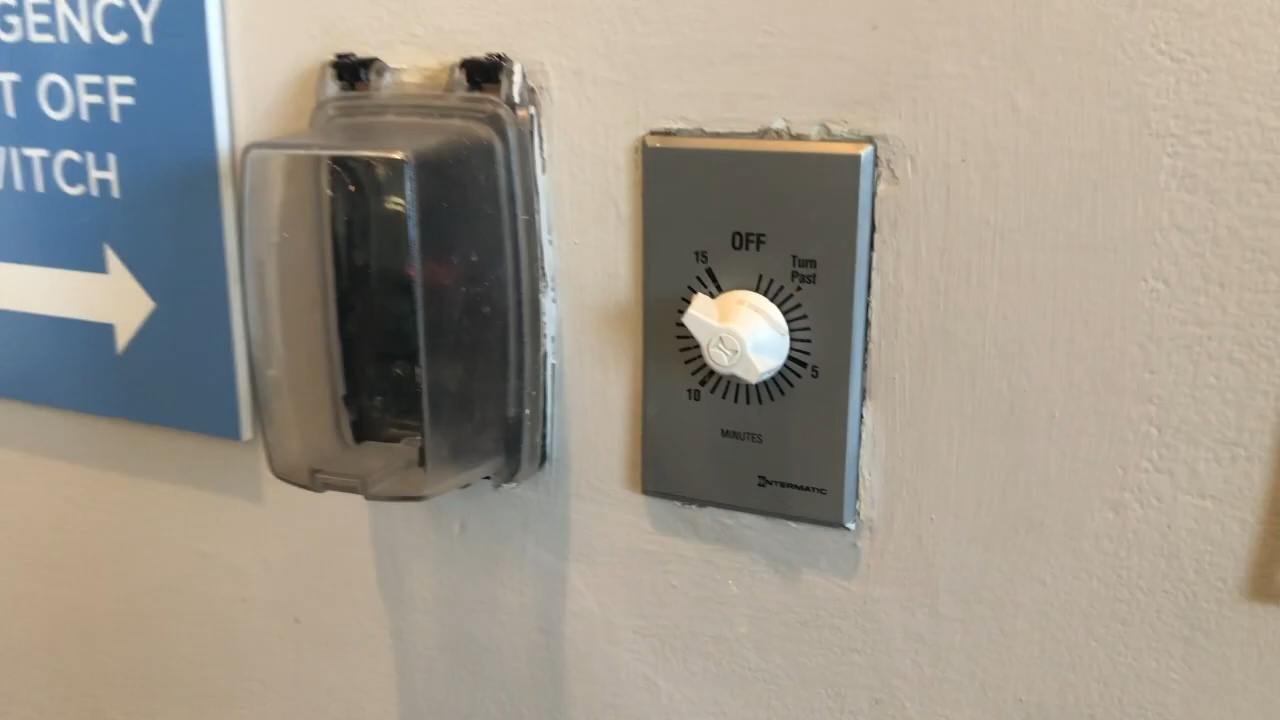 GENCY
T OFF
WITCH
OFF
15
Turn
Past
5
10
MINUTES
INTERMATIC